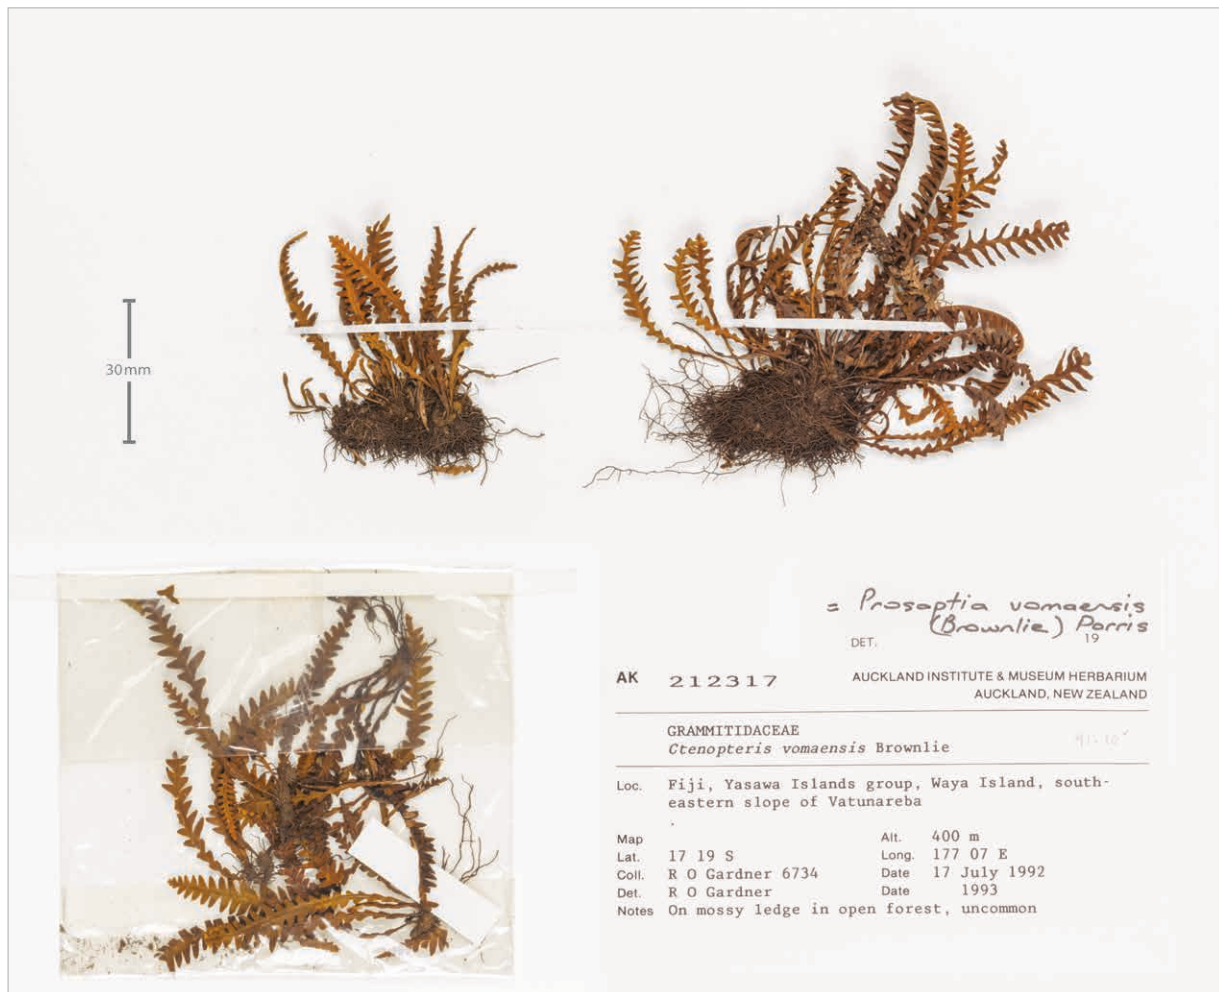 30mm
= Prosaptia vomaensis
(Brownlie) Parris
DET. 19
AK 212317
AUCKLAND INSTITUTE & MUSEUM HERBARIUM
AUCKLAND, NEW ZEALAND
GRAMMITIDACEAE
Ctenopteris vomaensis Brownlie
Loc. Fiji, Yasawa Islands group, Waya Island, south-
eastern slope of Vatunareba
Map Alt. 400 m
Lat. 17 19 S Long. 177 07 E
Coll. R O Gardner 6734 Date 17 July 1992
Det. R O Gardner Date 1993
Notes On mossy ledge in open forest, uncommon